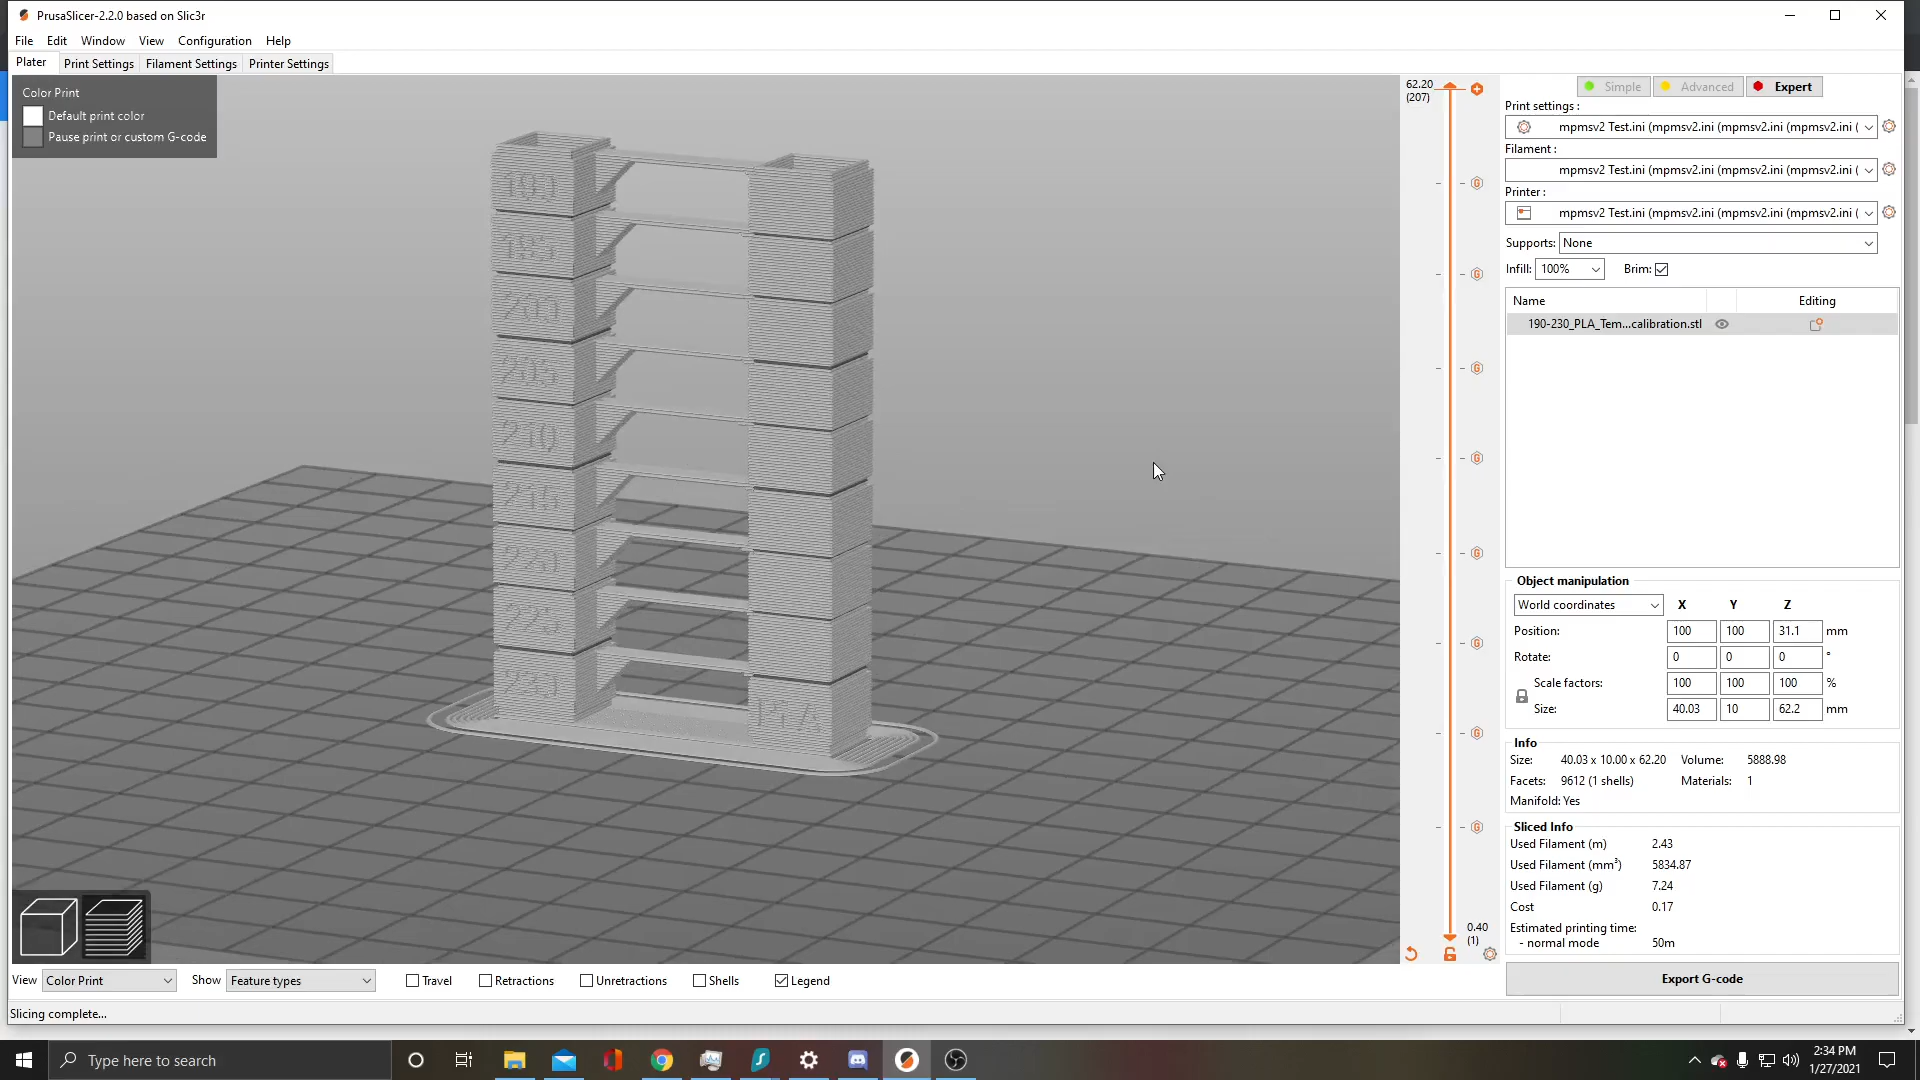 PrusaSlicer-2.2.0 based on Slic3r
File Edit Window View Configuration Help
Plater Print Settings Filament Settings Printer Settings
Color Print
Default print color
Pause print or custom G-code
190
195
200
205
210
215
220
225
PLA
62.20
(207)
0.40
(1)
Simple Advanced Expert
Print settings :
mpmsv2 Test.ini (mpmsv2.ini (mpmsv2.ini (mpmsv2.ini (
Filament :
mpmsv2 Test.ini (mpmsv2.ini (mpmsv2.ini (mpmsv2.ini (
Printer :
mpmsv2 Test.ini (mpmsv2.ini (mpmsv2.ini (mpmsv2.ini (
Supports: None
Infill: 100% Brim:
Name Editing
190-230_PLA_Tem...calibration.stl
Object manipulation
World coordinates X Y Z
Position: 100 100 31.1 mm
Rotate: 0 0 0 °
Scale factors: 100 100 100 %
Size: 40.03 10 62.2 mm
Info
Size: 40.03 x 10.00 x 62.20 Volume: 5888.98
Facets: 9612 (1 shells) Materials: 1
Manifold: Yes
Sliced Info
Used Filament (m) 2.43
Used Filament (mm³) 5834.87
Used Filament (g) 7.24
Cost 0.17
Estimated printing time:
- normal mode 50m
Export G-code
View Color Print Show Feature types Travel Retractions Unretractions Shells Legend
Slicing complete...
Type here to search
2:34 PM
1/27/2021